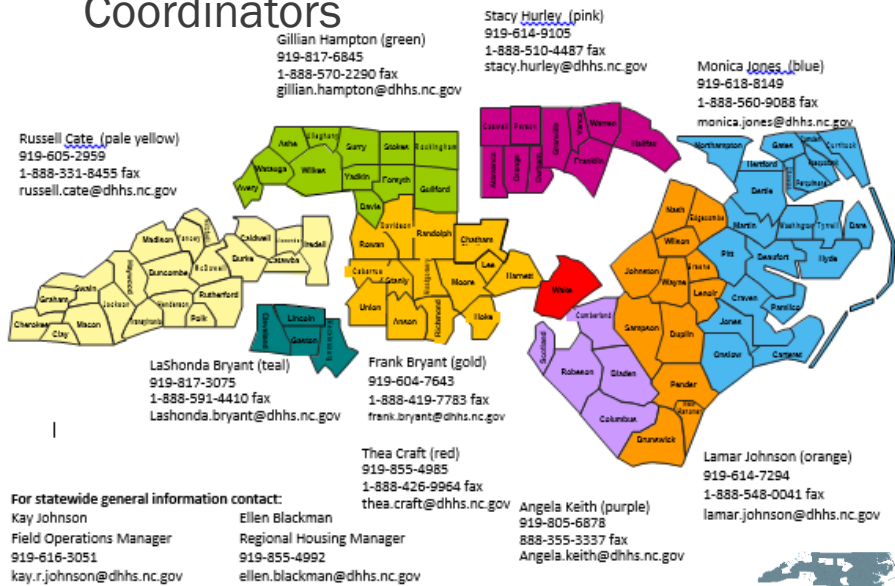 Coordinators
Gillian Hampton (green)
919-817-6845
1-888-570-2290 fax
gillian.hampton@dhhs.nc.gov
Stacy Hurley (pink)
919-614-9105
1-888-510-4487 fax
stacy.hurley@dhhs.nc.gov
Monica Jones (blue)
919-618-8149
1-888-560-9088 fax
monica.jones@dhhs.nc.gov
Russell Cate (pale yellow)
919-605-2959
1-888-331-8455 fax
russell.cate@dhhs.nc.gov
Ashe
Alleghany
Surry
Stokes
Rockingham
Watauga
Wilkes
Yadkin
Forsyth
Guilford
Avery
Davie
Caswell
Person
Granville
Vance
Warren
Halifax
Alamance
Orange
Durham
Franklin
Northampton
Gates
Hertford
Bertie
Martin
Washington
Tyrrell
Dare
Pitt
Beaufort
Hyde
Craven
Pamlico
Jones
Onslow
Carteret
Nash
Edgecombe
Wilson
Johnston
Wayne
Greene
Lenoir
Sampson
Duplin
Pender
Brunswick
Davidson
Rowan
Randolph
Chatham
Cabarrus
Stanly
Montgomery
Moore
Lee
Harnett
Union
Anson
Richmond
Hoke
Wake
Cumberland
Scotland
Robeson
Bladen
Columbus
Madison
Yancey
Caldwell
Iredell
Burke
Catawba
McDowell
Buncombe
Haywood
Swain
Graham
Jackson
Henderson
Rutherford
Polk
Transylvania
Cherokee
Clay
Macon
Cleveland
Lincoln
Gaston
Mecklenburg
LaShonda Bryant (teal)
919-817-3075
1-888-591-4410 fax
Lashonda.bryant@dhhs.nc.gov
Frank Bryant (gold)
919-604-7643
1-888-419-7783 fax
frank.bryant@dhhs.nc.gov
Thea Craft (red)
919-855-4985
1-888-426-9964 fax
thea.craft@dhhs.nc.gov
Angela Keith (purple)
919-805-6878
888-355-3337 fax
Angela.keith@dhhs.nc.gov
Lamar Johnson (orange)
919-614-7294
1-888-548-0041 fax
lamar.johnson@dhhs.nc.gov
For statewide general information contact:
Kay Johnson
Field Operations Manager
919-616-3051
kay.r.johnson@dhhs.nc.gov
Ellen Blackman
Regional Housing Manager
919-855-4992
ellen.blackman@dhhs.nc.gov